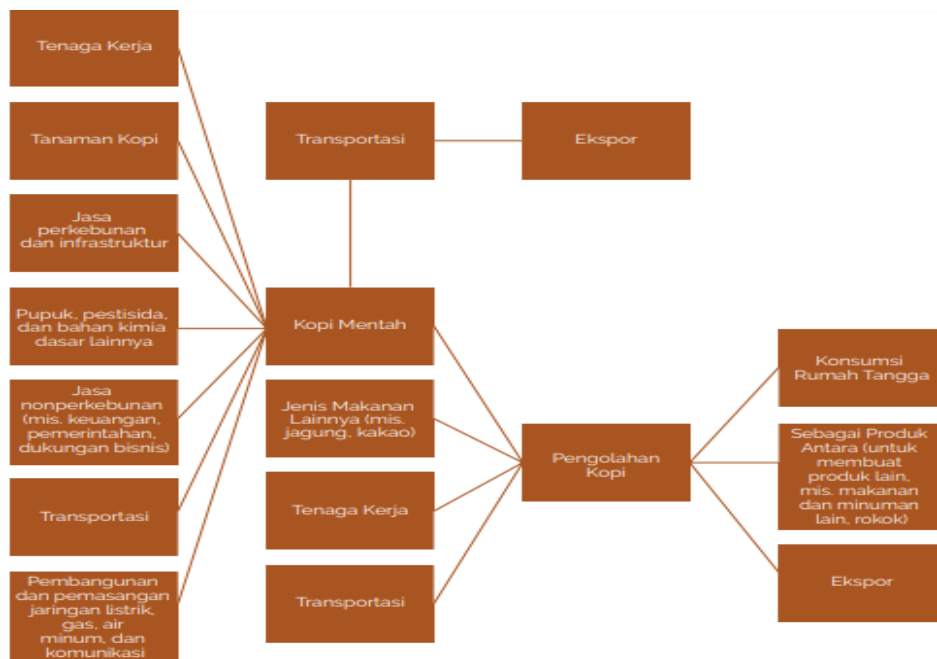 Tenaga Kerja
Tanaman Kopi
Jasa
perkebunan
dan infrastruktur
Pupuk, pestisida,
dan bahan kimia
dasar lainnya
Jasa
nonperkebunan
(mis. keuangan,
pemerintahan,
dukungan bisnis)
Transportasi
Pembangunan
dan pemasangan
jaringan listrik,
gas, air
minum, dan
komunikasi
Transportasi
Kopi Mentah
Jenis Makanan
Lainnya (mis.
jagung, kakao)
Tenaga Kerja
Transportasi
Ekspor
Pengolahan
Kopi
Konsumsi
Rumah Tangga
Sebagai Produk
Antara (untuk
membuat
produk lain,
mis. makanan
dan minuman
lain, rokok)
Ekspor